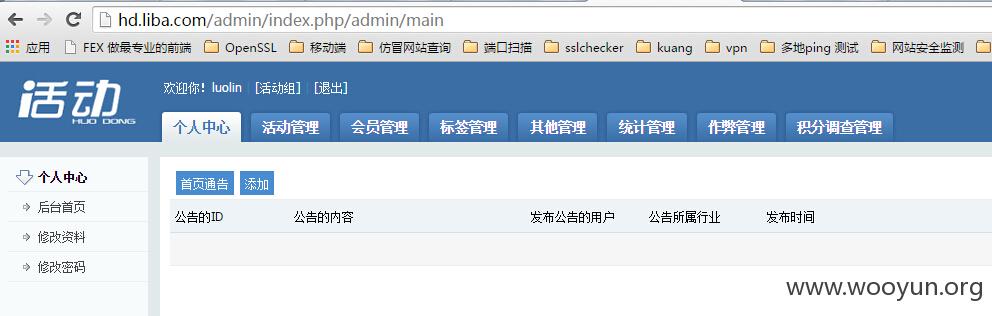 hd.liba.com/admin/index.php/admin/main
应用 FEX 做最专业的前端 OpenSSL 移动端 仿冒网站查询 端口扫描 sslchecker kuang vpn 多地ping 测试 网站安全监测
活动
HUO DONG
欢迎你！luolin [活动组] [退出]
个人中心 活动管理 会员管理 标签管理 其他管理 统计管理 作弊管理 积分调查管理
个人中心
后台首页
修改资料
修改密码
首页通告 添加
公告的ID 公告的内容 发布公告的用户 公告所属行业 发布时间
www.wooyun.org